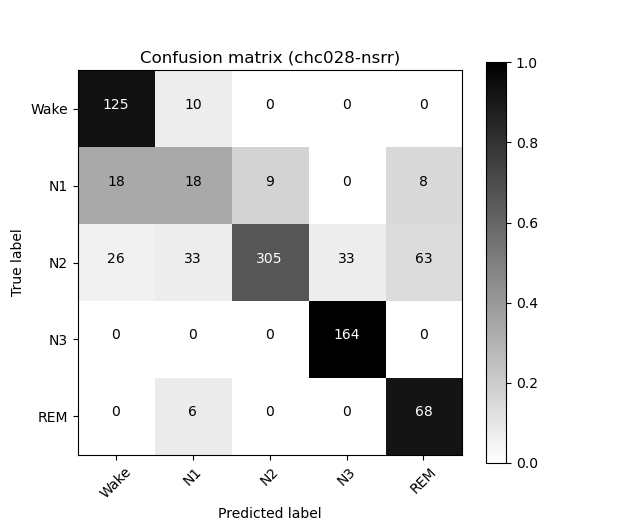 Confusion matrix (chc028-nsrr)
True label
Wake 125 10 0 0 0
N1 18 18 9 0 8
N2 26 33 305 33 63
N3 0 0 0 164 0
REM 0 6 0 0 68
Wake N1 N2 N3 REM
Predicted label
1.0
0.8
0.6
0.4
0.2
0.0